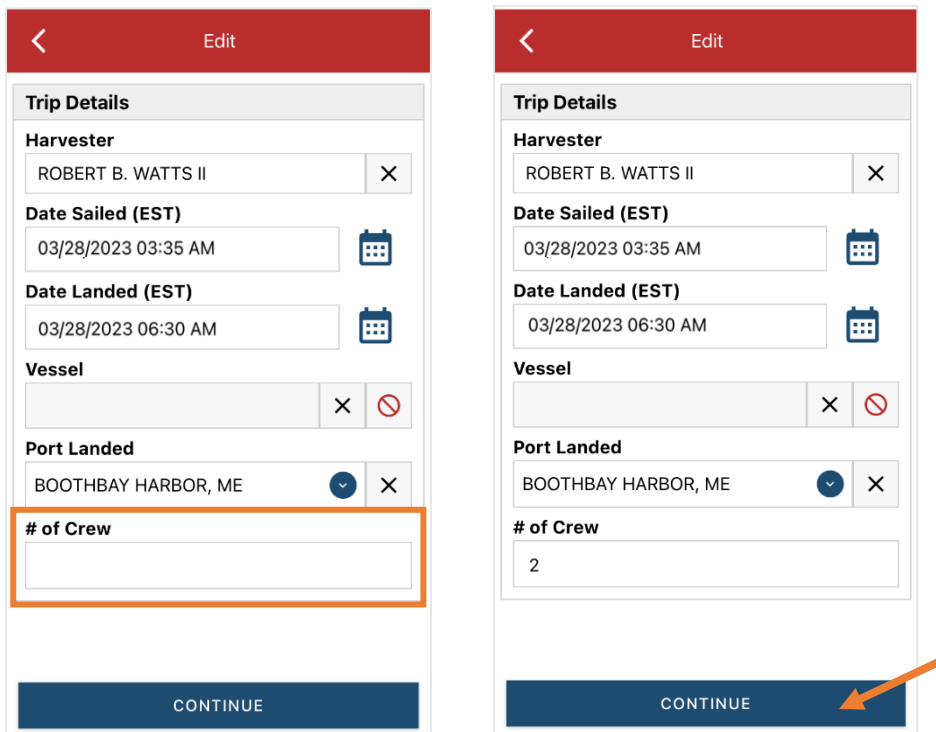 Edit
Trip Details
Harvester
ROBERT B. WATTS II
Date Sailed (EST)
03/28/2023 03:35 AM
Date Landed (EST)
03/28/2023 06:30 AM
Vessel
Port Landed
BOOTHBAY HARBOR, ME
# of Crew
CONTINUE
Edit
Trip Details
Harvester
ROBERT B. WATTS II
Date Sailed (EST)
03/28/2023 03:35 AM
Date Landed (EST)
03/28/2023 06:30 AM
Vessel
Port Landed
BOOTHBAY HARBOR, ME
# of Crew
2
CONTINUE